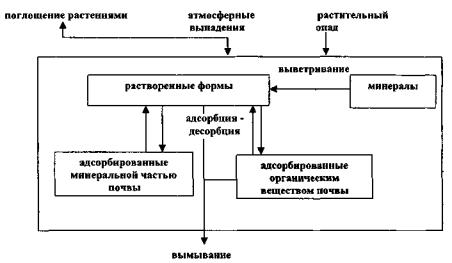 поглощение растениями
атмосферные
выпадения
растительный
опад
выветривание
растворенные формы
минералы
адсорбция -
десорбция
адсорбированные
минеральной частью
почвы
адсорбированные
органическим
веществом почвы
вымывание